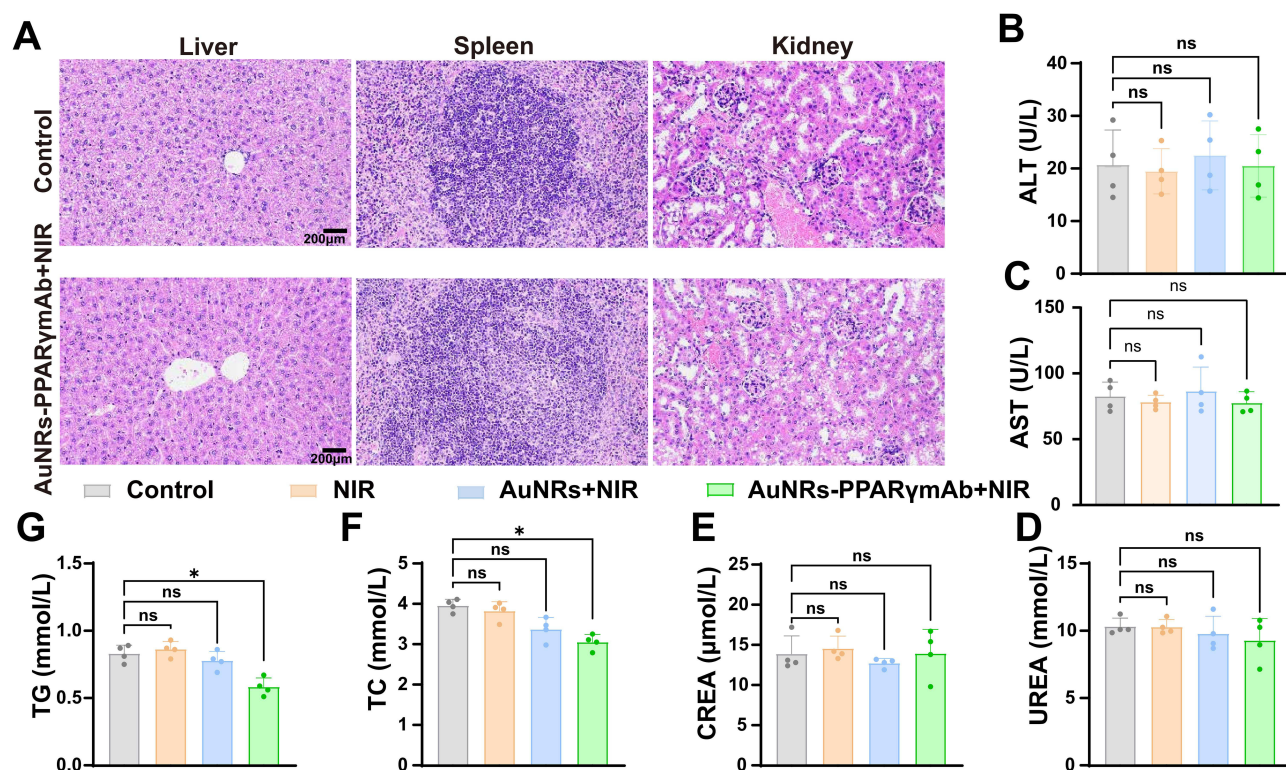 A
Liver
Spleen
Kidney
Control
200μm
AuNRs-PPARγmAb+NIR
200μm
B
ns
ns
ns
ALT (U/L)
40
30
20
10
0
C
ns
ns
ns
AST (U/L)
150
100
50
0
Control
NIR
AuNRs+NIR
AuNRs-PPARγmAb+NIR
G
*
ns
ns
TG (mmol/L)
1.5
1.0
0.5
0.0
F
*
ns
ns
TC (mmol/L)
5
4
3
2
1
0
E
ns
ns
ns
CREA (μmol/L)
25
20
15
10
5
0
D
ns
ns
ns
UREA (mmol/L)
15
10
5
0